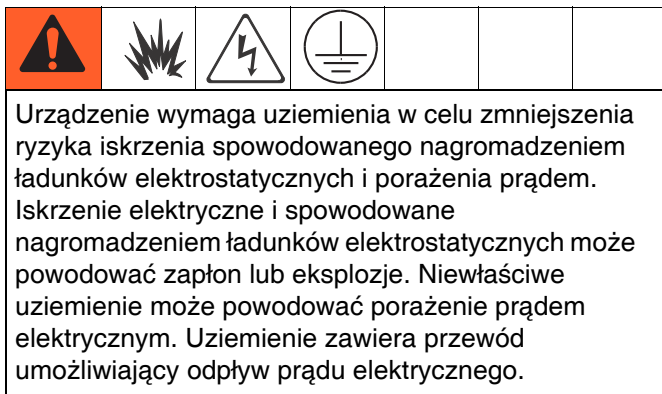 Urządzenie wymaga uziemienia w celu zmniejszenia
ryzyka iskrzenia spowodowanego nagromadzeniem
ładunków elektrostatycznych i porażenia prądem.
Iskrzenie elektryczne i spowodowane
nagromadzeniem ładunków elektrostatycznych może
powodować zapłon lub eksplozje. Niewłaściwe
uziemienie może powodować porażenie prądem
elektrycznym. Uziemienie zawiera przewód
umożliwiający odpływ prądu elektrycznego.